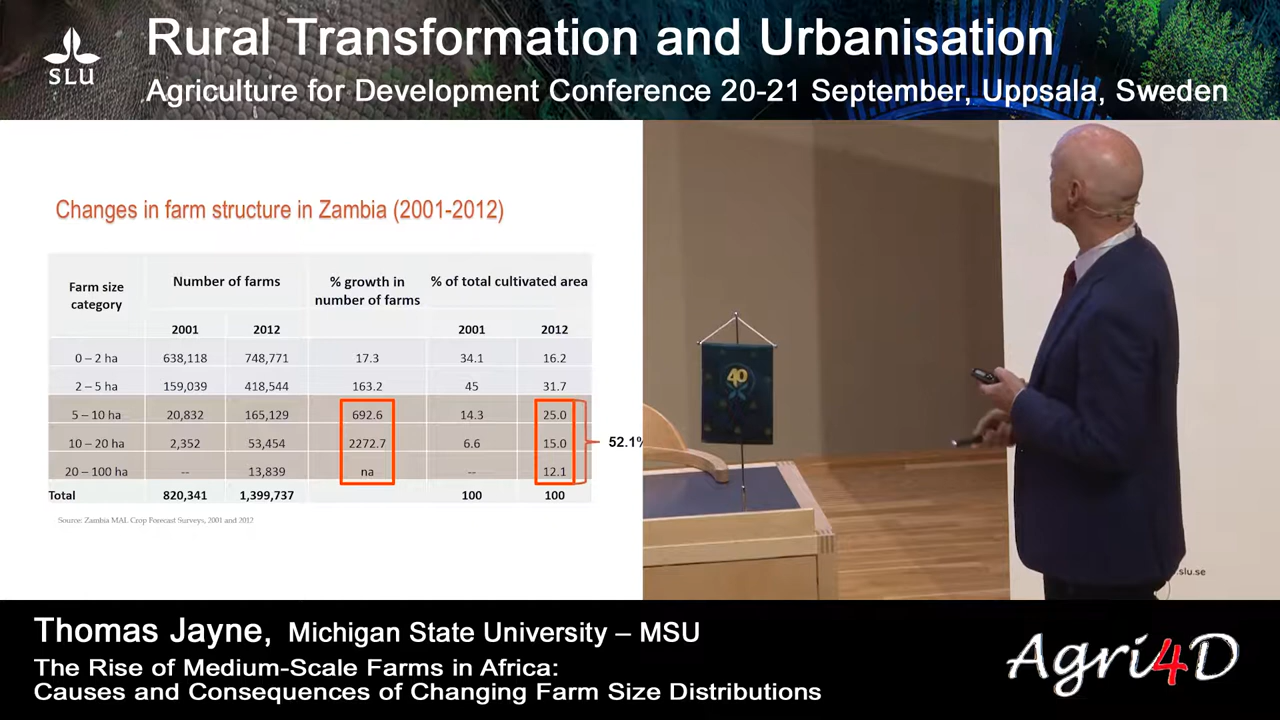 SLU
Rural Transformation and Urbanisation
Agriculture for Development Conference 20-21 September, Uppsala, Sweden
Changes in farm structure in Zambia (2001-2012)
Farm size category Number of farms % growth in number of farms % of total cultivated area
2001 2012 2001 2012
0 – 2 ha 638,118 748,771 17.3 34.1 16.2
2 – 5 ha 159,039 418,544 163.2 45 31.7
5 – 10 ha 20,832 165,129 692.6 14.3 25.0
10 – 20 ha 2,352 53,454 2272.7 6.6 15.0
20 – 100 ha -- 13,839 na -- 12.1
52.1%
Total 820,341 1,399,737 100 100
Source: Zambia MAL Crop Forecast Surveys, 2001 and 2012
40
.slu.se
Thomas Jayne, Michigan State University – MSU
The Rise of Medium-Scale Farms in Africa:
Causes and Consequences of Changing Farm Size Distributions
Agri4D